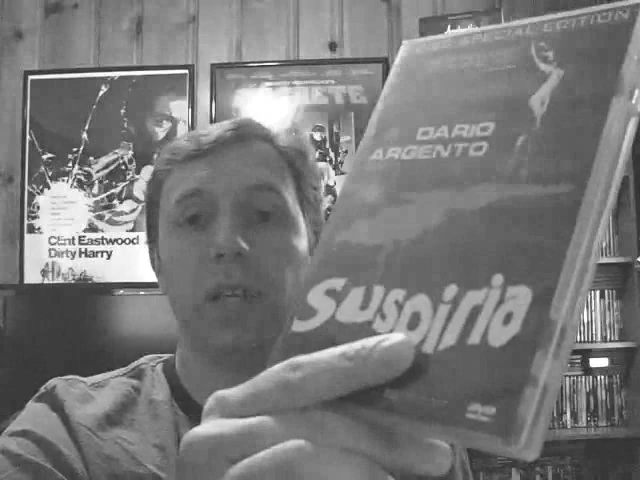 SPECIAL EDITION
DARIO
ARGENTO
Suspiria
DVD
Clint Eastwood
Dirty Harry